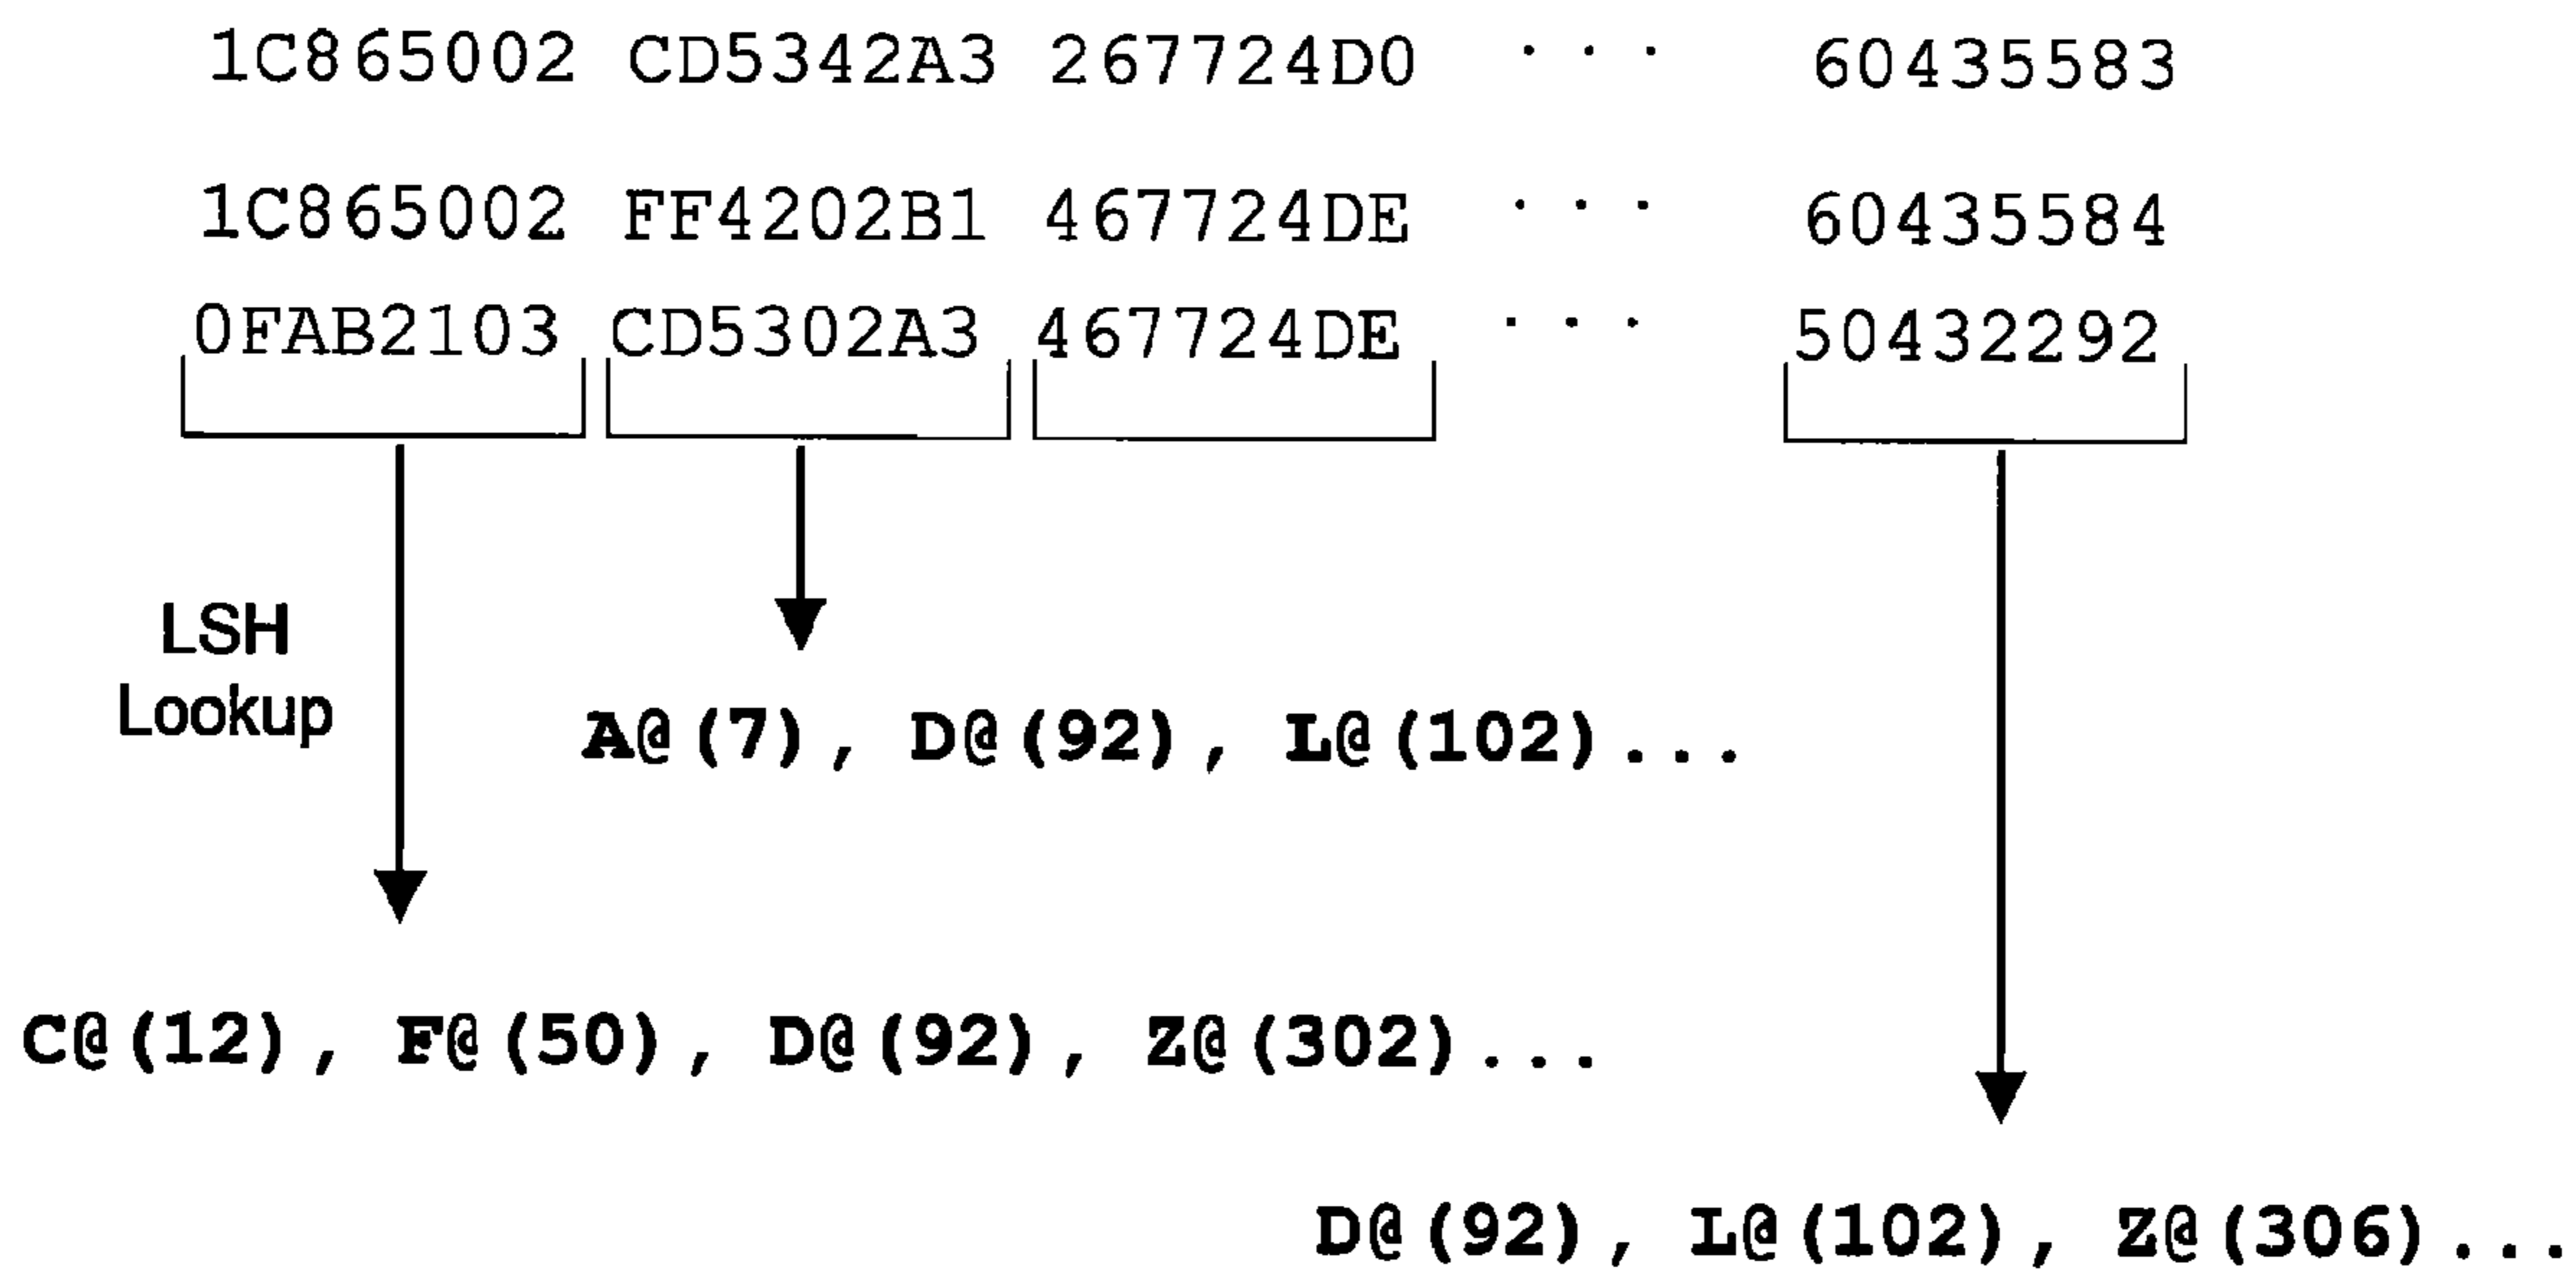 1C865002 CD5342A3 267724D0 . . . 60435583
1C865002 FF4202B1 467724DE . . . 60435584
0FAB2103 CD5302A3 467724DE . . . 50432292
LSH
Lookup
A@(7), D@(92), L@(102)...
C@(12), F@(50), D@(92), Z@(302)...
D@(92), L@(102), Z@(306)...